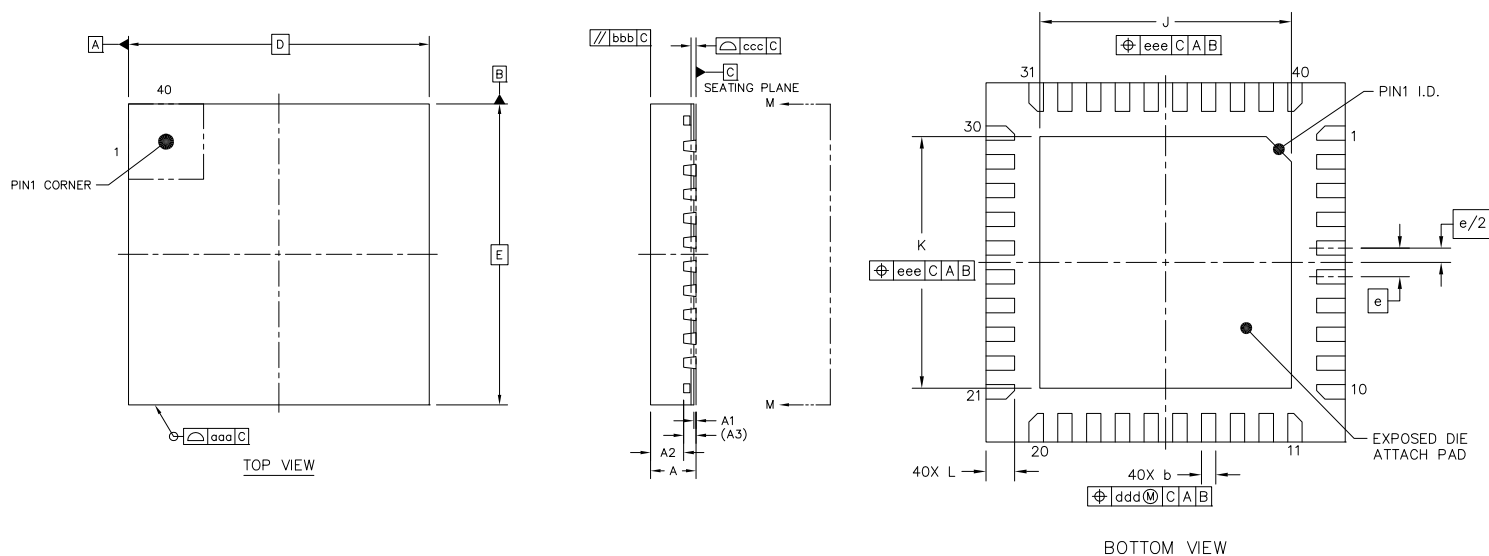 A
D
B
40
1
PIN1 CORNER
E
aaa C
TOP VIEW
// bbb C
ccc C
C
SEATING PLANE
M
M
A1
(A3)
A2
A
J
eee C A B
31
40
PIN1 I.D.
30
1
e/2
K
eee C A B
e
21
10
20
11
EXPOSED DIE
ATTACH PAD
40X L
40X b
ddd Ⓜ C A B
BOTTOM VIEW